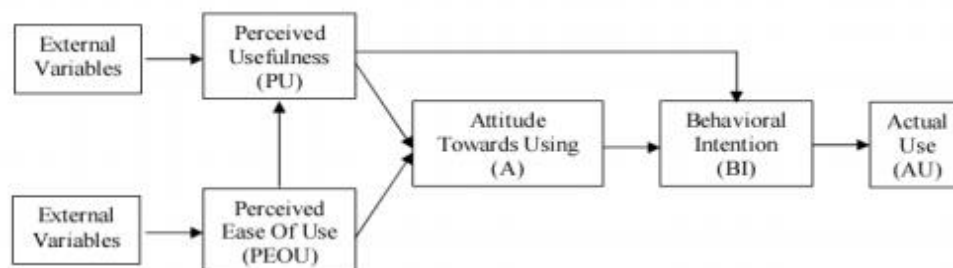 External
Variables
Perceived
Usefulness
(PU)
Attitude
Towards Using
(A)
Behavioral
Intention
(BI)
Actual
Use
(AU)
External
Variables
Perceived
Ease Of Use
(PEOU)